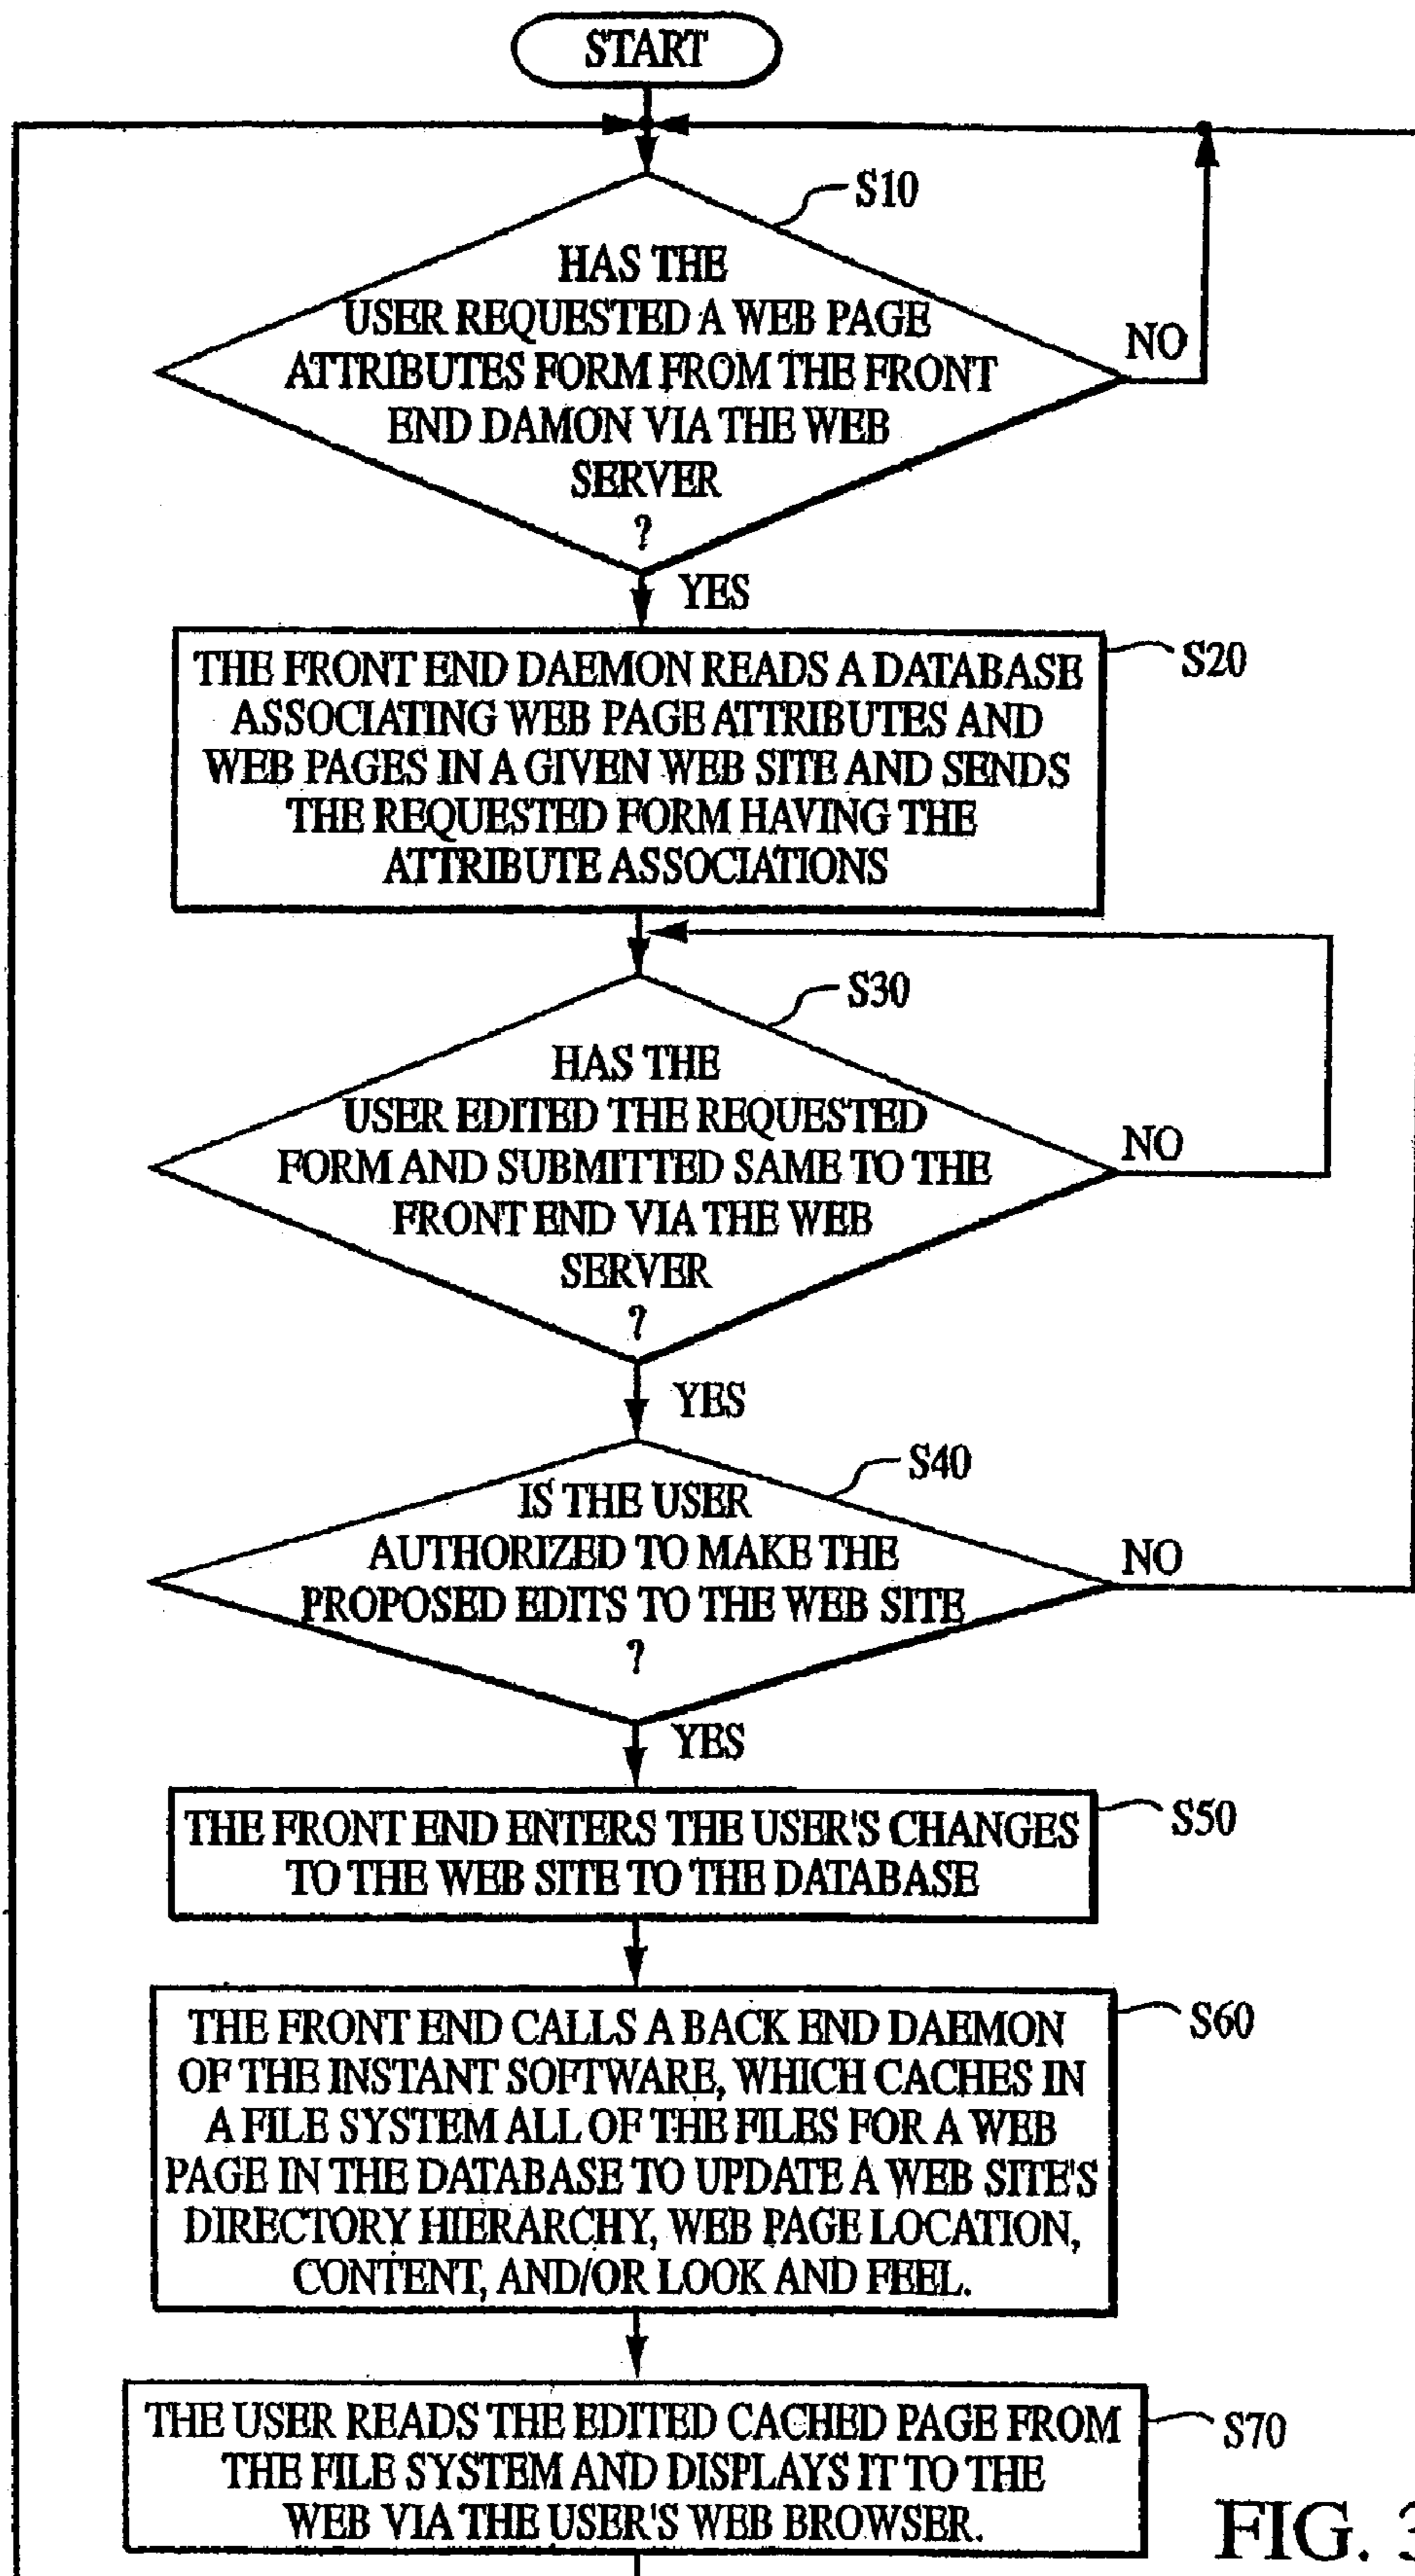 START
S10
HAS THE
USER REQUESTED A WEB PAGE
ATTRIBUTES FORM FROM THE FRONT
END DAMON VIA THE WEB
SERVER
?
NO
YES
S20
THE FRONT END DAEMON READS A DATABASE
ASSOCIATING WEB PAGE ATTRIBUTES AND
WEB PAGES IN A GIVEN WEB SITE AND SENDS
THE REQUESTED FORM HAVING THE
ATTRIBUTE ASSOCIATIONS
S30
HAS THE
USER EDITED THE REQUESTED
FORM AND SUBMITTED SAME TO THE
FRONT END VIA THE WEB
SERVER
?
NO
YES
S40
IS THE USER
AUTHORIZED TO MAKE THE
PROPOSED EDITS TO THE WEB SITE
?
NO
YES
S50
THE FRONT END ENTERS THE USER'S CHANGES
TO THE WEB SITE TO THE DATABASE
S60
THE FRONT END CALLS A BACK END DAEMON
OF THE INSTANT SOFTWARE, WHICH CACHES IN
A FILE SYSTEM ALL OF THE FILES FOR A WEB
PAGE IN THE DATABASE TO UPDATE A WEB SITE'S
DIRECTORY HIERARCHY, WEB PAGE LOCATION,
CONTENT, AND/OR LOOK AND FEEL.
S70
THE USER READS THE EDITED CACHED PAGE FROM
THE FILE SYSTEM AND DISPLAYS IT TO THE
WEB VIA THE USER'S WEB BROWSER.
FIG. 3